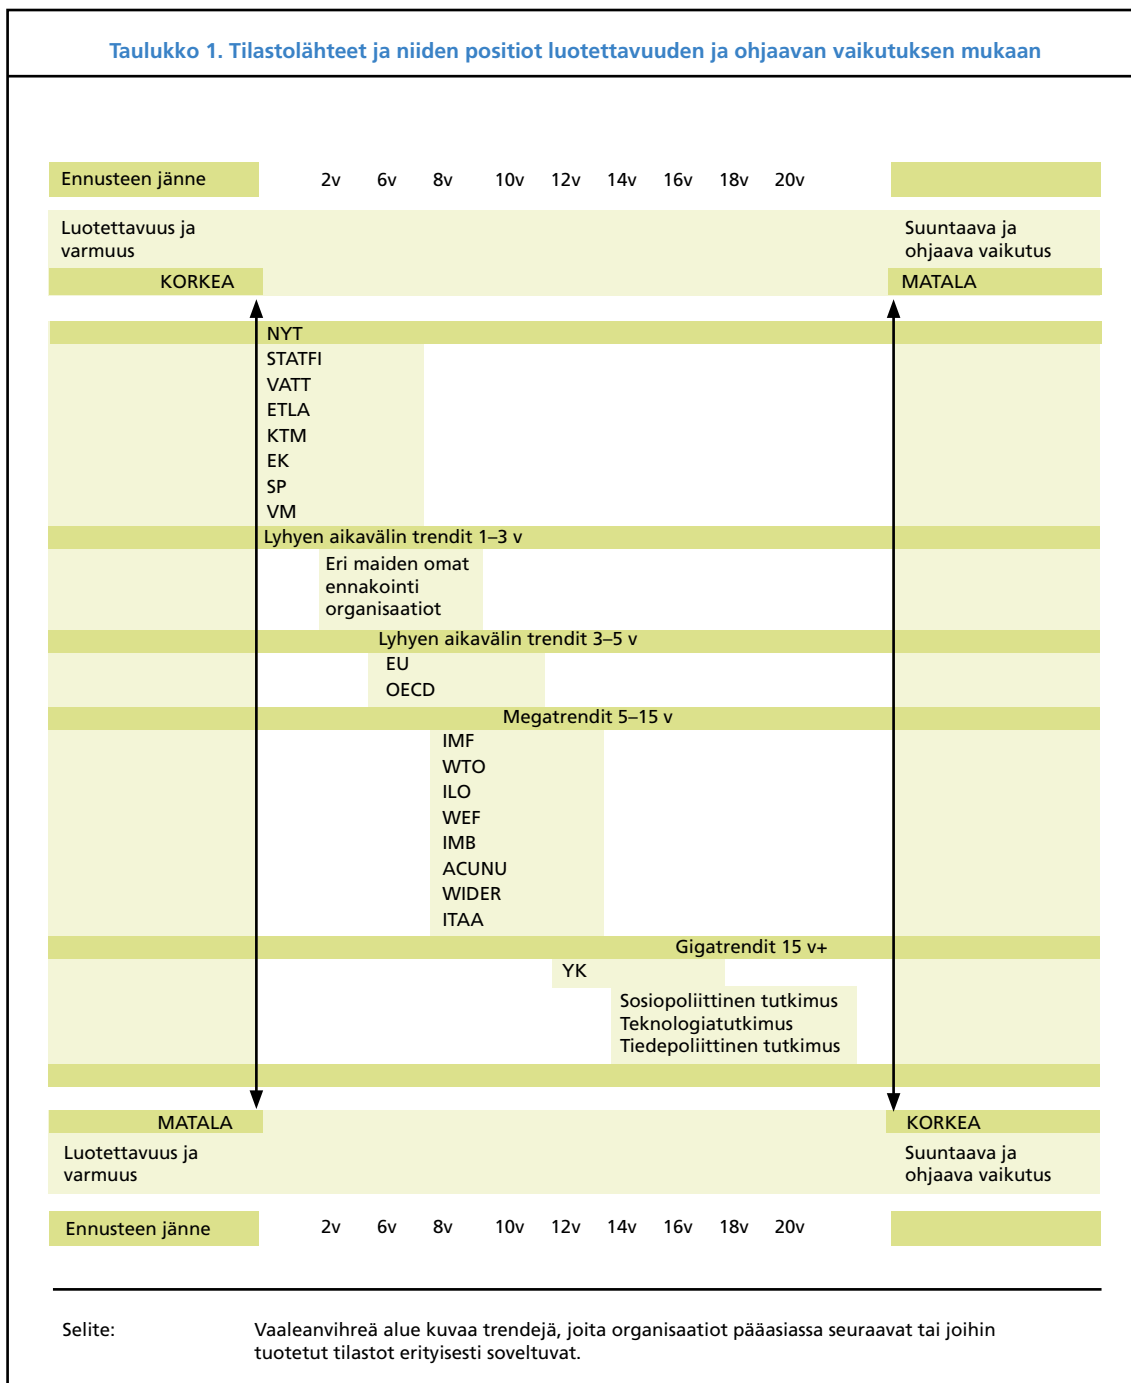 Taulukko 1. Tilastolähteet ja niiden positiot luotettavuuden ja ohjaavan vaikutuksen mukaan
Ennusteen jänne 2v 6v 8v 10v 12v 14v 16v 18v 20v
Luotettavuus ja
varmuus
Suuntaava ja
ohjaava vaikutus
KORKEA
MATALA
NYT
STATFI
VATT
ETLA
KTM
EK
SP
VM
Lyhyen aikavälin trendit 1–3 v
Eri maiden omat
ennakointi
organisaatiot
Lyhyen aikavälin trendit 3–5 v
EU
OECD
Megatrendit 5–15 v
IMF
WTO
ILO
WEF
IMB
ACUNU
WIDER
ITAA
Gigatrendit 15 v+
YK
Sosiopoliittinen tutkimus
Teknologiatutkimus
Tiedepoliittinen tutkimus
MATALA
KORKEA
Luotettavuus ja
varmuus
Suuntaava ja
ohjaava vaikutus
Ennusteen jänne 2v 6v 8v 10v 12v 14v 16v 18v 20v
Selite: Vaaleanvihreä alue kuvaa trendejä, joita organisaatiot pääasiassa seuraavat tai joihin
tuotetut tilastot erityisesti soveltuvat.